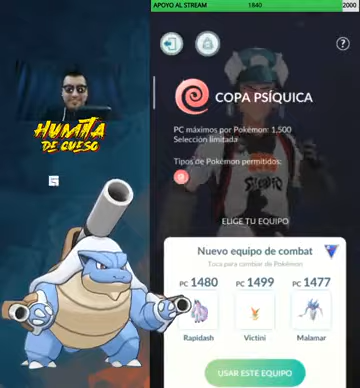 APOYO AL STREAM 1840 2000
HUMITA
DE QUESO
COPA PSÍQUICA
PC máximos por Pokémon: 1,500
Selección limitada
Tipos de Pokémon permitidos:
ELIGE TU EQUIPO
Nuevo equipo de combat
Toca para cambiar de Pokémon
PC 1480 PC 1499 PC 1477
Rapidash Victini Malamar
USAR ESTE EQUIPO